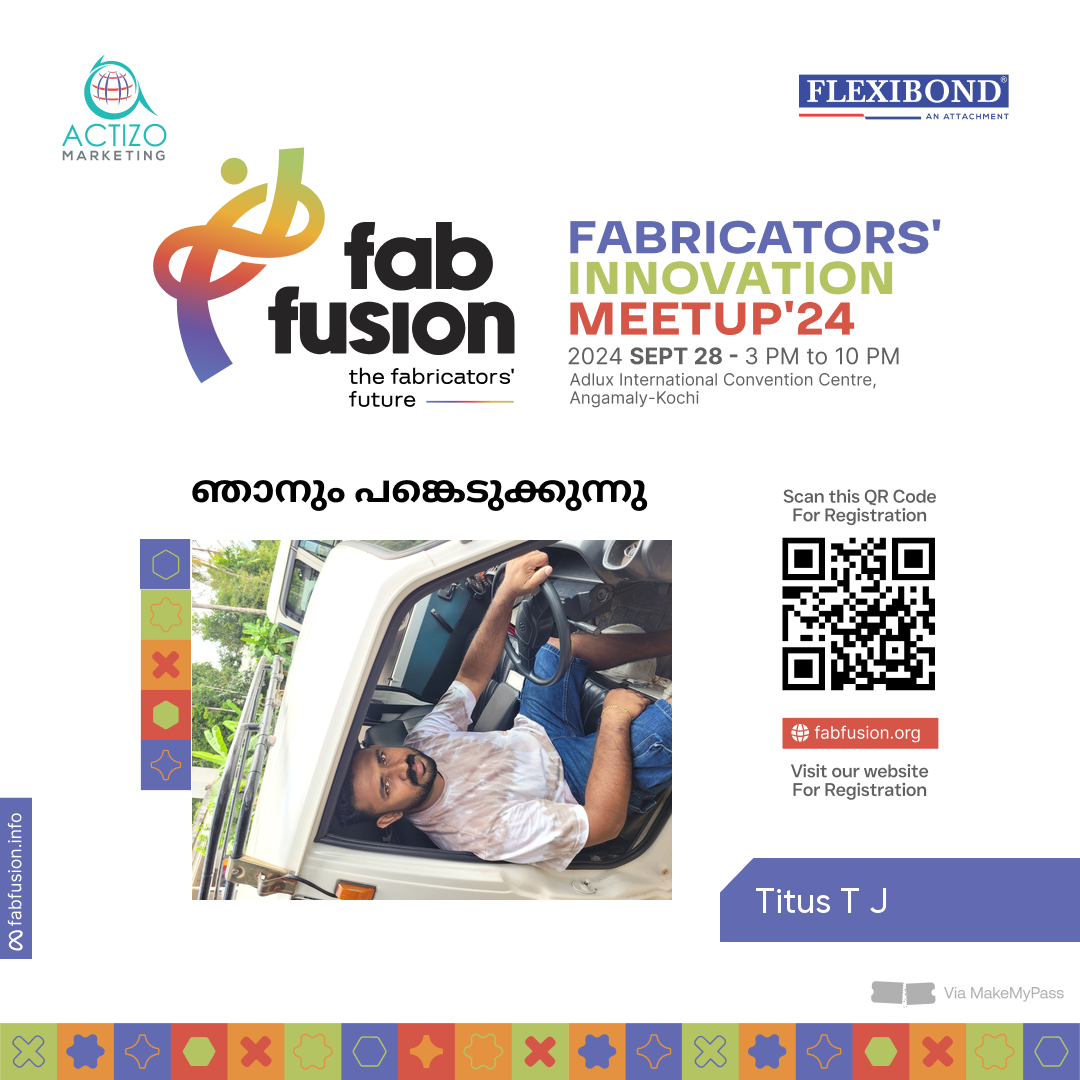 ACTIZO
MARKETING
FLEXIBOND®
AN ATTACHMENT
fab
fusion
the fabricators'
future
FABRICATORS'
INNOVATION
MEETUP'24
2024 SEPT 28 - 3 PM to 10 PM
Adlux International Convention Centre,
Angamaly-Kochi
ഞാനും പങ്കെടുക്കുന്നു
Scan this QR Code
For Registration
fabfusion.org
Visit our website
For Registration
fabfusion.info
Titus T J
Via MakeMyPass